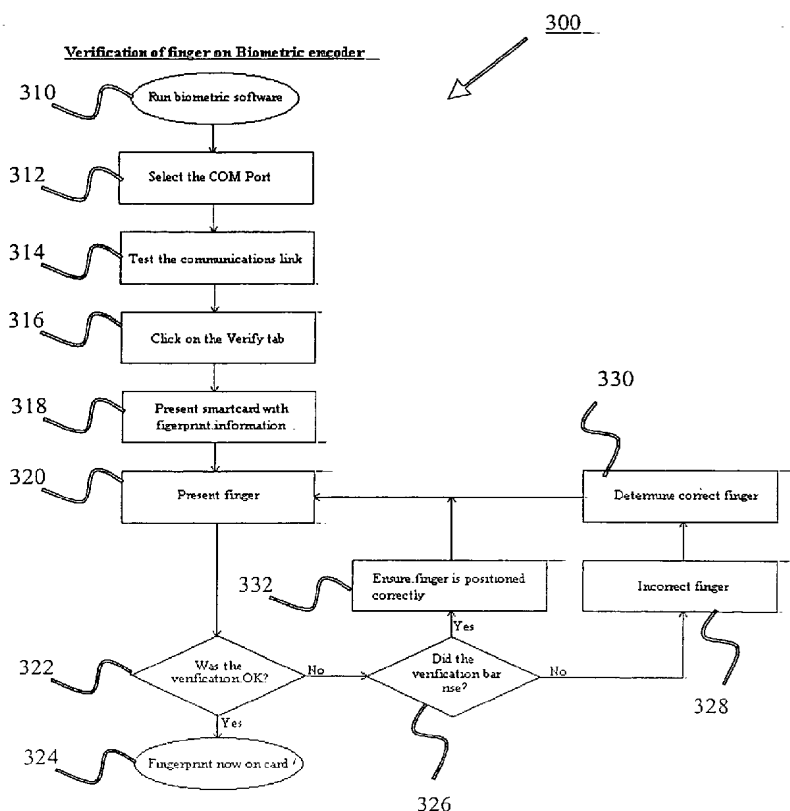 300
Verification of finger on Biometric encoder
310
Run biometric software
312
Select the COM Port
314
Test the communications link
316
Click on the Verify tab
330
318
Present smartcard with
figerprint.information
320
Present finger
Determine correct finger
332
Ensure.finger is positioned
correctly
Incorrect finger
Yes
322
Was the
verification.OK?
No
Did the
verification bar
rise?
No
328
Yes
324
Fingerprint now on card
326